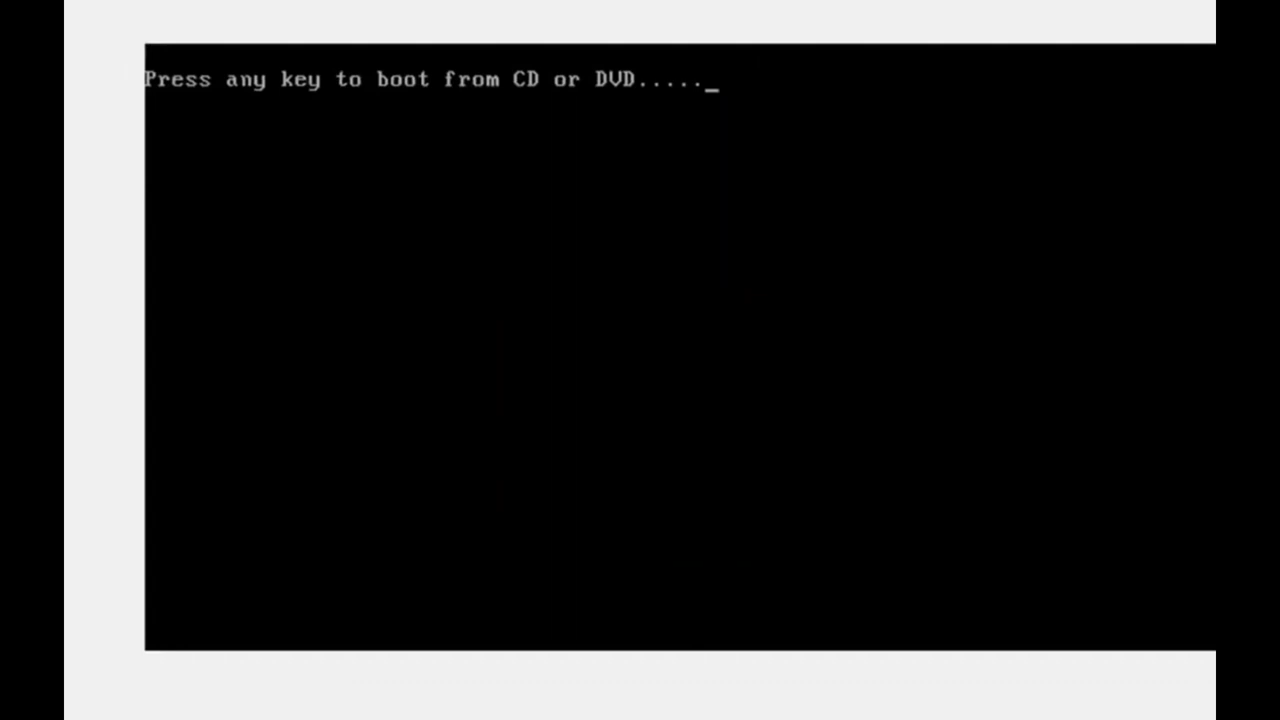 Press any key to boot from CD or DVD....._